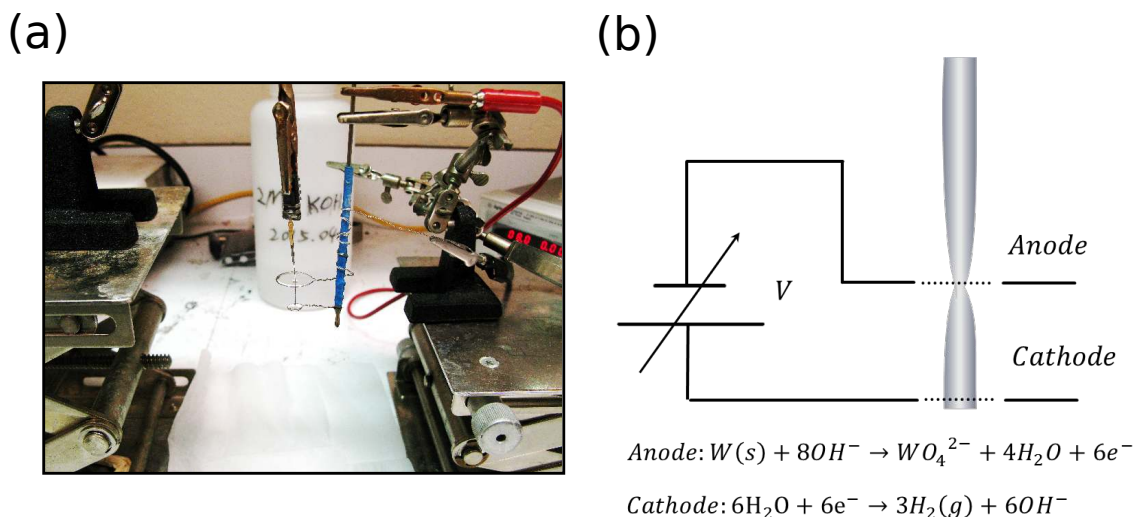 (a)
(b)
2M KOH
2015.04
V
Anode
Cathode
Anode: W(s) + 8OH⁻ → WO₄²⁻ + 4H₂O + 6e⁻
Cathode: 6H₂O + 6e⁻ → 3H₂(g) + 6OH⁻